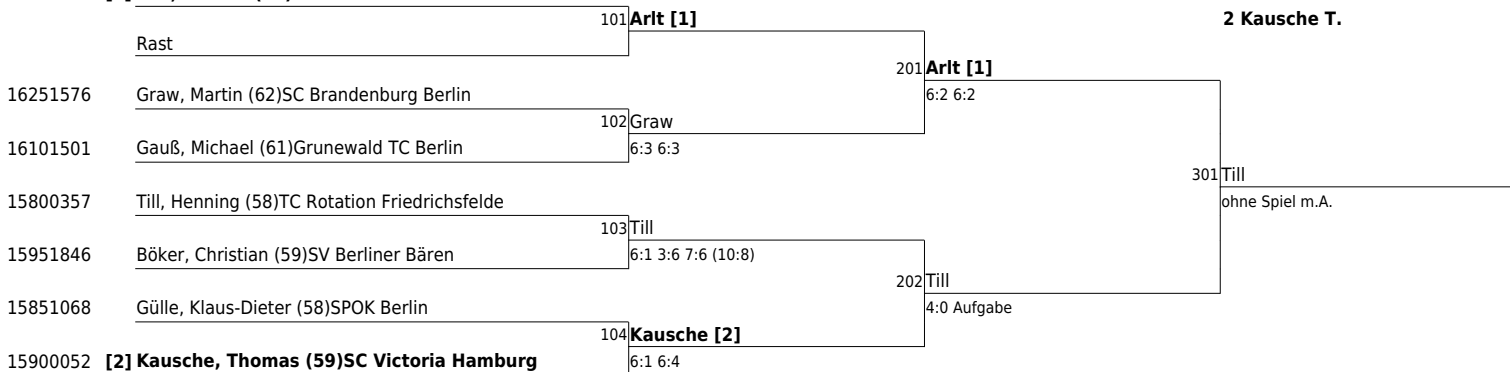 101 Arlt [1]
2 Kausche T.
Rast
201 Arlt [1]
16251576 Graw, Martin (62)SC Brandenburg Berlin
6:2 6:2
102 Graw
16101501 Gauß, Michael (61)Grunewald TC Berlin
6:3 6:3
301 Till
15800357 Till, Henning (58)TC Rotation Friedrichsfelde
ohne Spiel m.A.
103 Till
15951846 Böker, Christian (59)SV Berliner Bären
6:1 3:6 7:6 (10:8)
202 Till
15851068 Gülle, Klaus-Dieter (58)SPOK Berlin
4:0 Aufgabe
104 Kausche [2]
15900052 [2] Kausche, Thomas (59)SC Victoria Hamburg
6:1 6:4